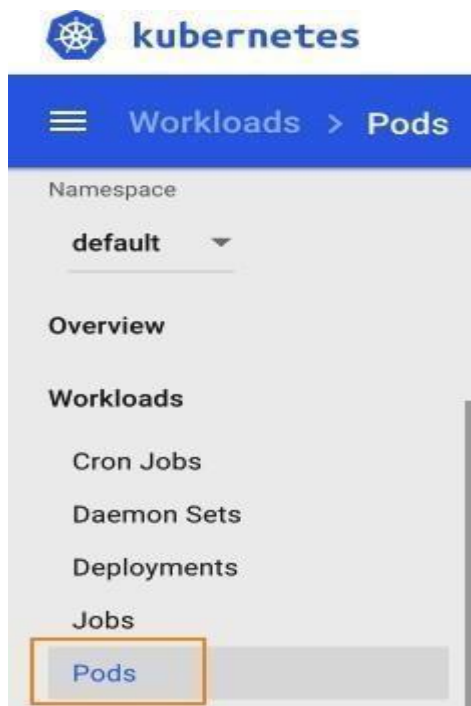 kubernetes
Workloads > Pods
Namespace
default
Overview
Workloads
Cron Jobs
Daemon Sets
Deployments
Jobs
Pods